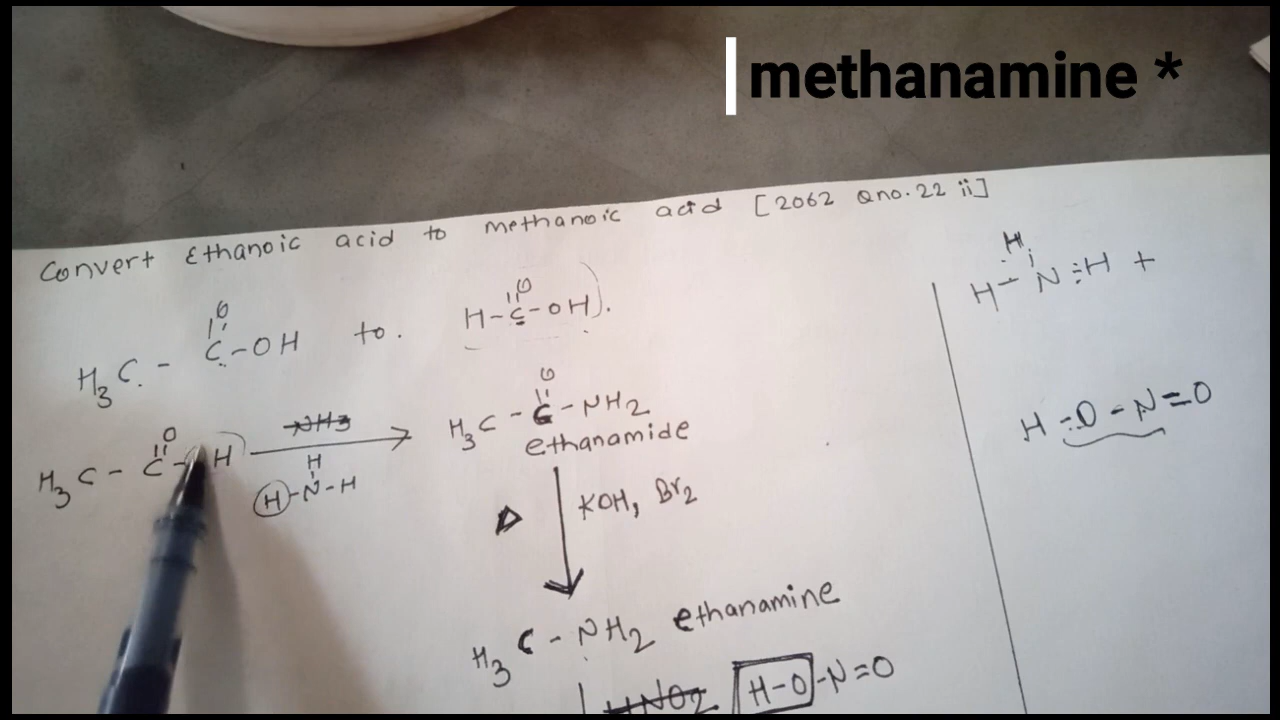 methanamine *
Convert Ethanoic acid to methanoic acid [2062 Qno.22 ii]
O
H3C - C-OH to.
O
H-C-OH).
H
H-N=H +
O
H3C - C - H
NH3
H
H-N-H
O
H3C - C - NH2
ethanamide
KOH, Br2
H3C - NH2 ethanamine
HNO2 H-O-N=O
H=O-N=O